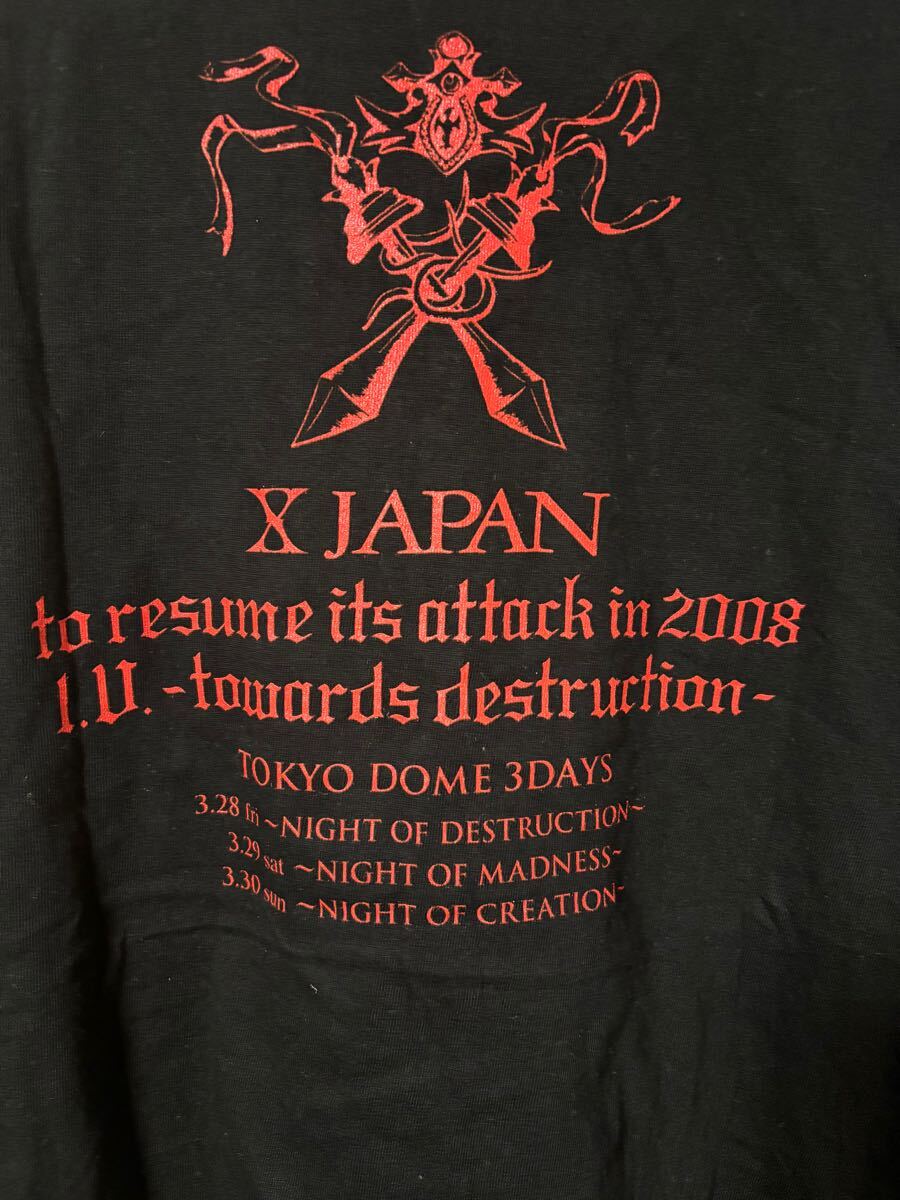 X JAPAN
to resume its attack in 2008
I.V. -towards destruction-
TOKYO DOME 3DAYS
3.28 fri ~NIGHT OF DESTRUCTION~
3.29 sat ~NIGHT OF MADNESS~
3.30 sun ~NIGHT OF CREATION~